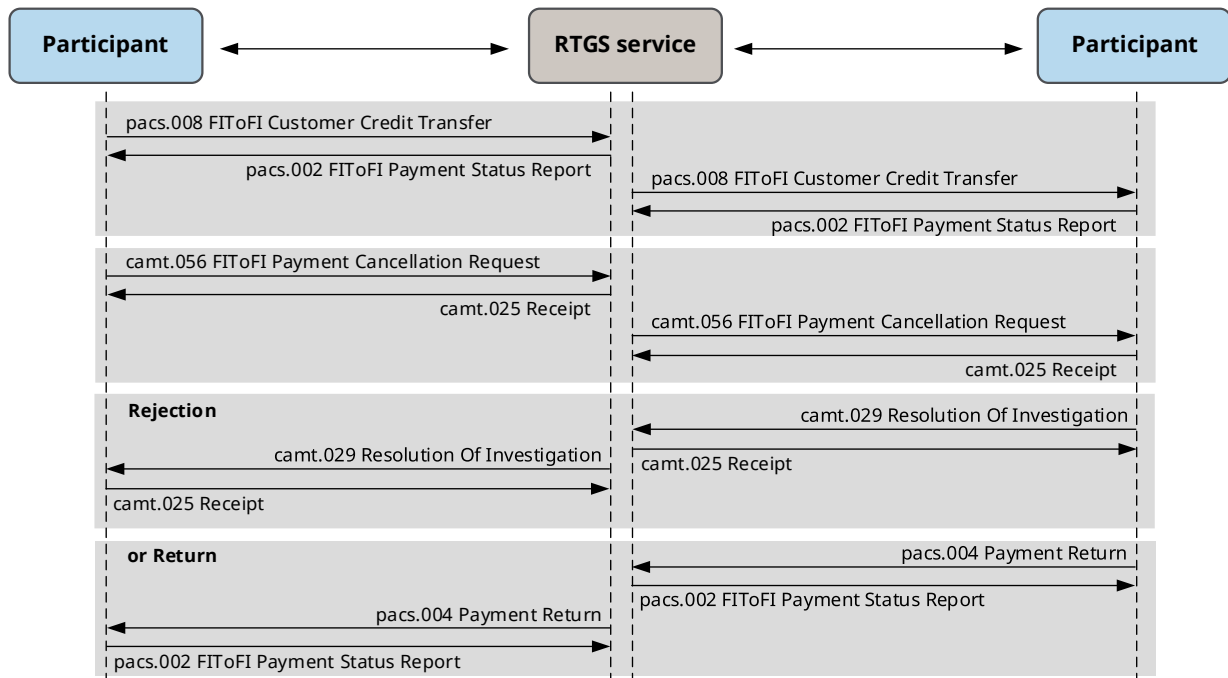 Participant
RTGS service
Participant
pacs.008 FIToFI Customer Credit Transfer
pacs.002 FIToFI Payment Status Report
pacs.008 FIToFI Customer Credit Transfer
pacs.002 FIToFI Payment Status Report
camt.056 FIToFI Payment Cancellation Request
camt.025 Receipt
camt.056 FIToFI Payment Cancellation Request
camt.025 Receipt
Rejection
camt.029 Resolution Of Investigation
camt.025 Receipt
camt.029 Resolution Of Investigation
camt.025 Receipt
or Return
pacs.004 Payment Return
pacs.002 FIToFI Payment Status Report
pacs.004 Payment Return
pacs.002 FIToFI Payment Status Report